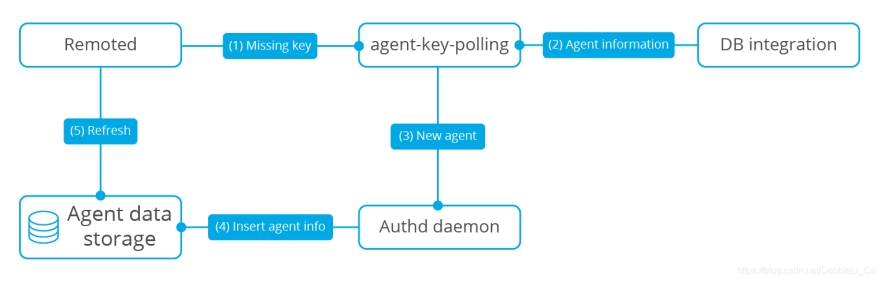 Remoted
(1) Missing key
agent-key-polling
(2) Agent information
DB integration
(5) Refresh
(3) New agent
Agent data
storage
(4) Insert agent info
Authd daemon
https://blog.csdn.net/DebbieLi_Ca